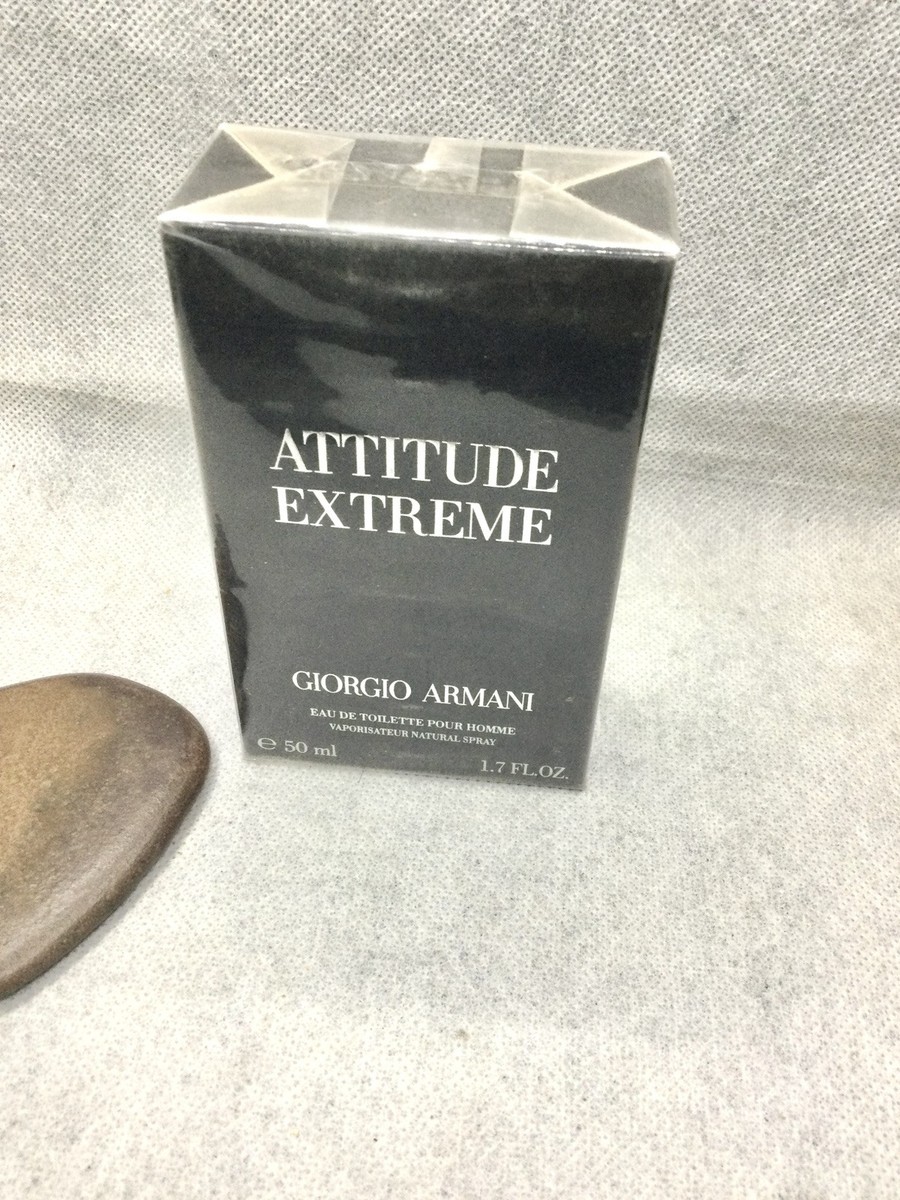 ATTITUDE
EXTREME
GIORGIO ARMANI
EAU DE TOILETTE POUR HOMME
VAPORISATEUR NATURAL SPRAY
℮ 50 ml
1.7 FL.OZ.